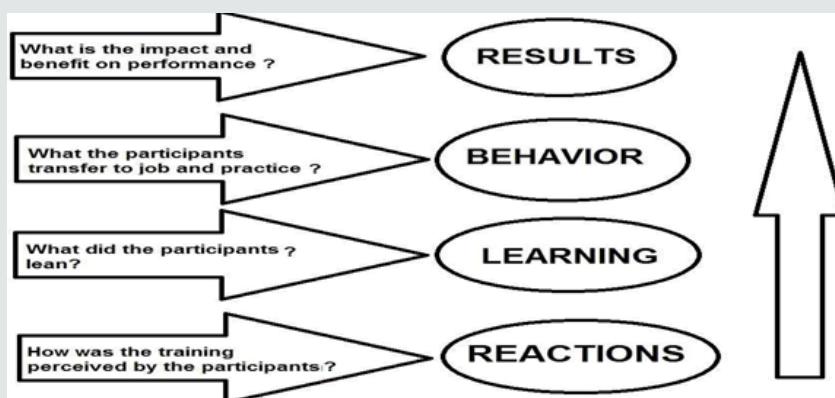 What is the impact and
benefit on performance ?
RESULTS
What the participants
transfer to job and practice ?
BEHAVIOR
What did the participants ?
lean?
LEARNING
How was the training
perceived by the participants ?
REACTIONS